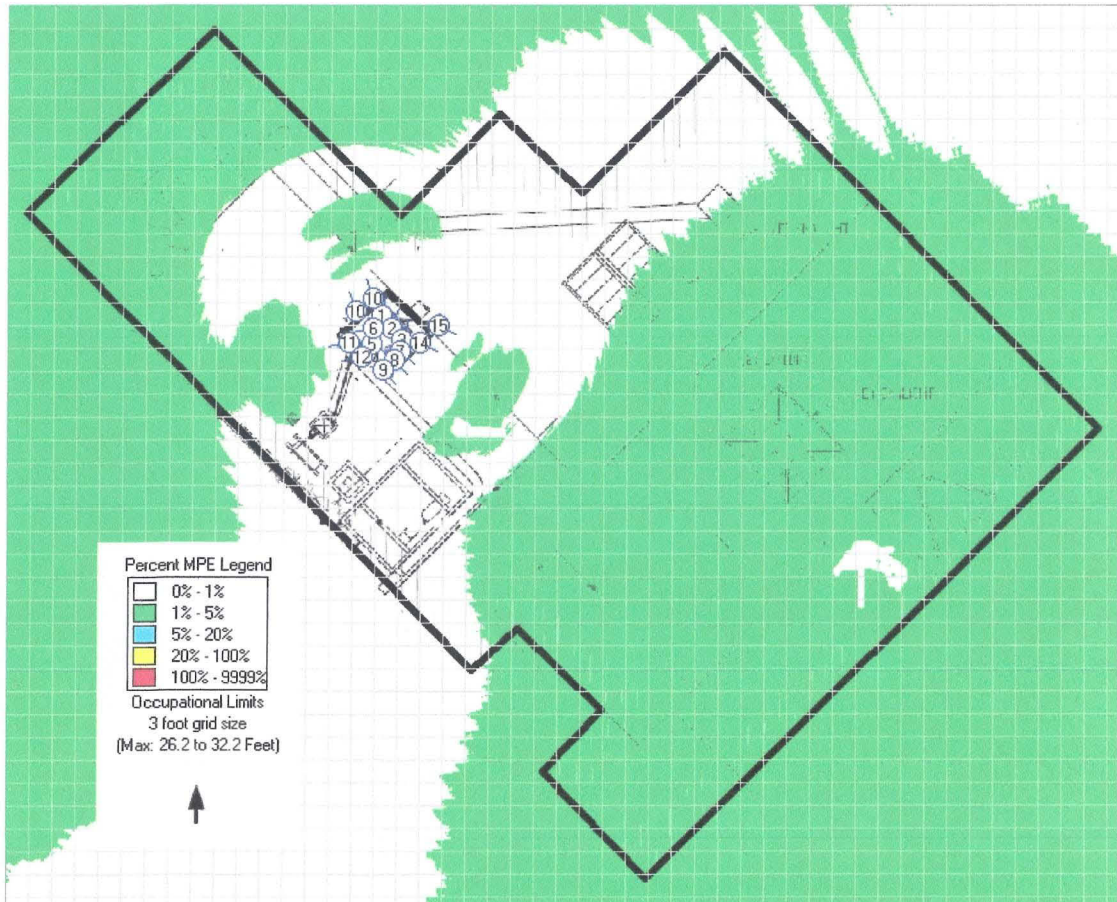 10
10
1
15
6
2
3
14
11
5
7
12
4
8
9
Percent MPE Legend
0% - 1%
1% - 5%
5% - 20%
20% - 100%
100% - 9999%
Occupational Limits
3 foot grid size
(Max: 26.2 to 32.2 Feet)